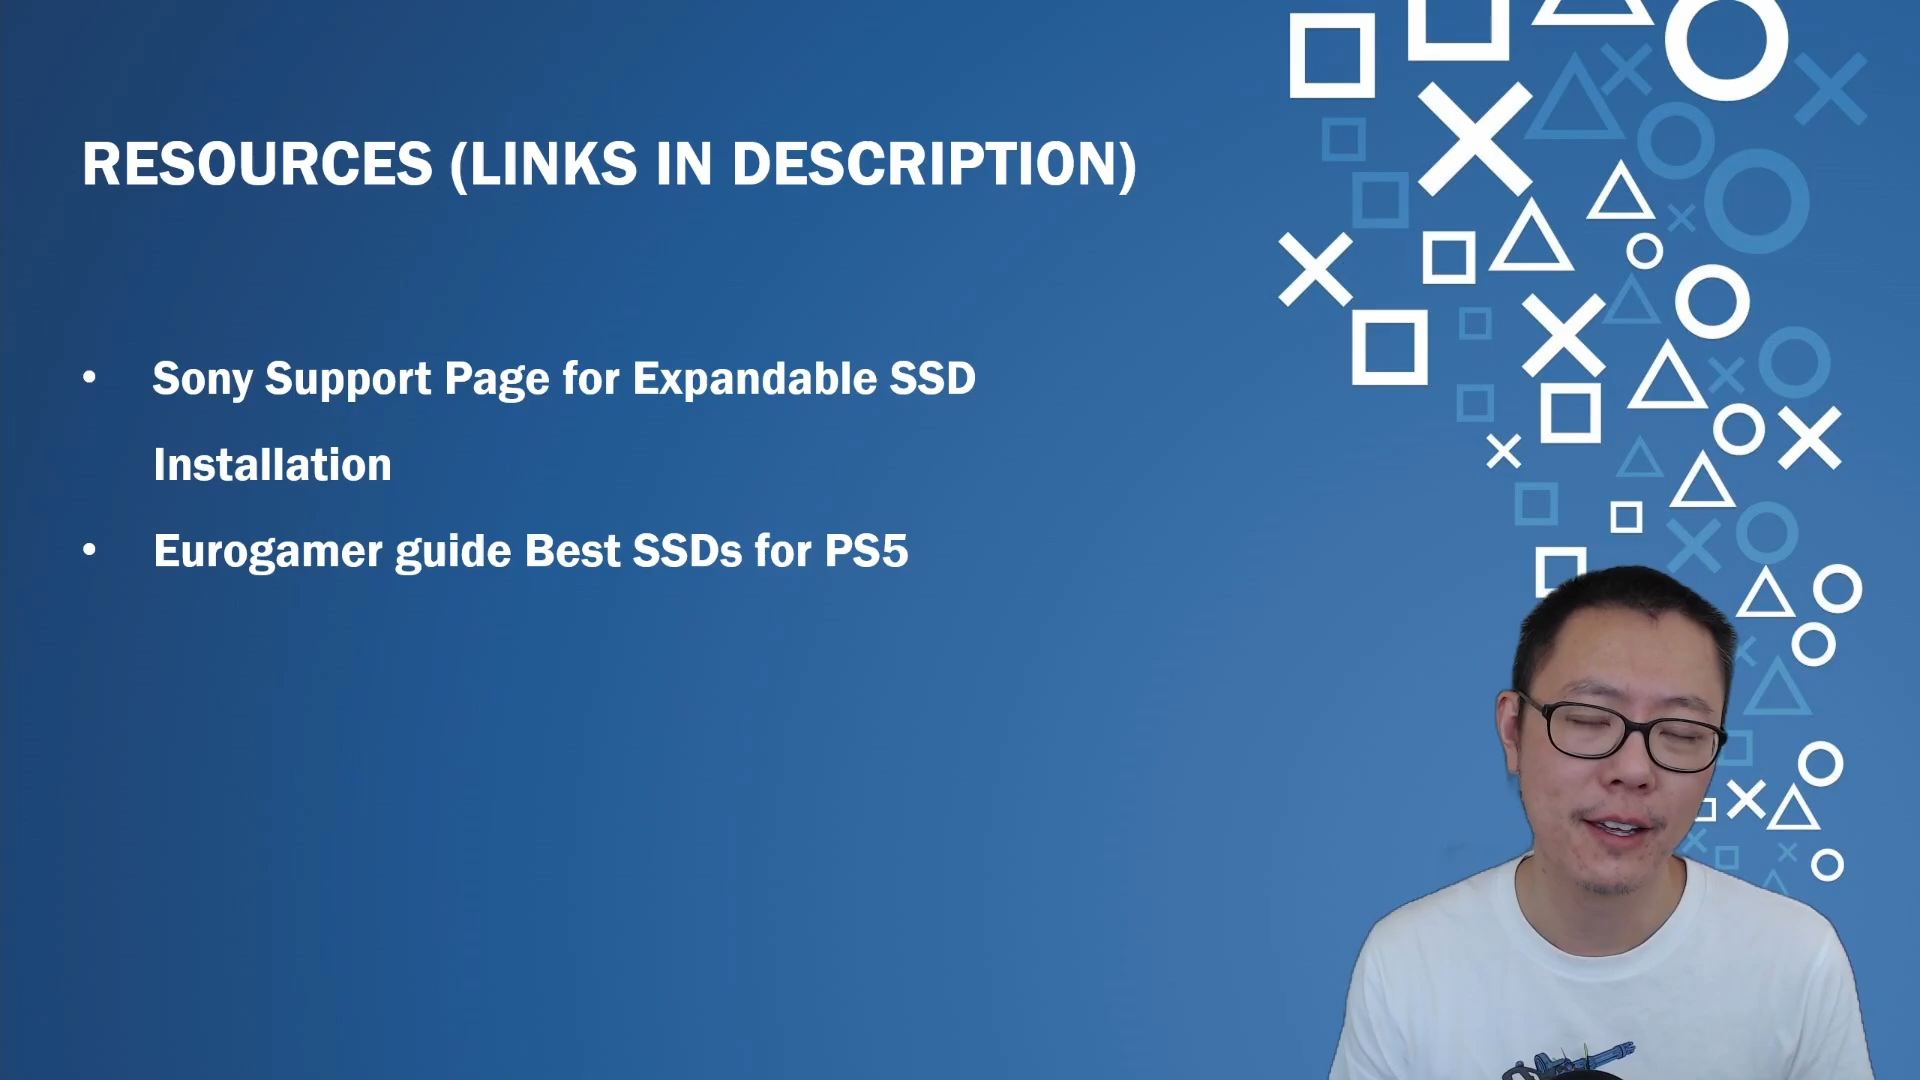 RESOURCES (LINKS IN DESCRIPTION)
• Sony Support Page for Expandable SSD
Installation
• Eurogamer guide Best SSDs for PS5